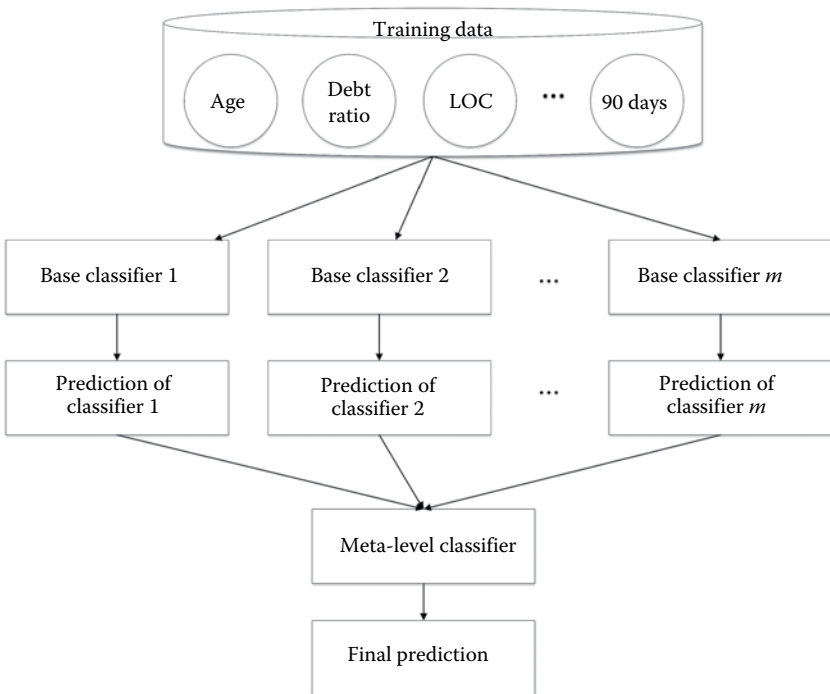 Training data
Age
Debt
ratio
LOC
...
90 days
Base classifier 1
Base classifier 2
...
Base classifier m
Prediction of
classifier 1
Prediction of
classifier 2
...
Prediction of
classifier m
Meta-level classifier
Final prediction